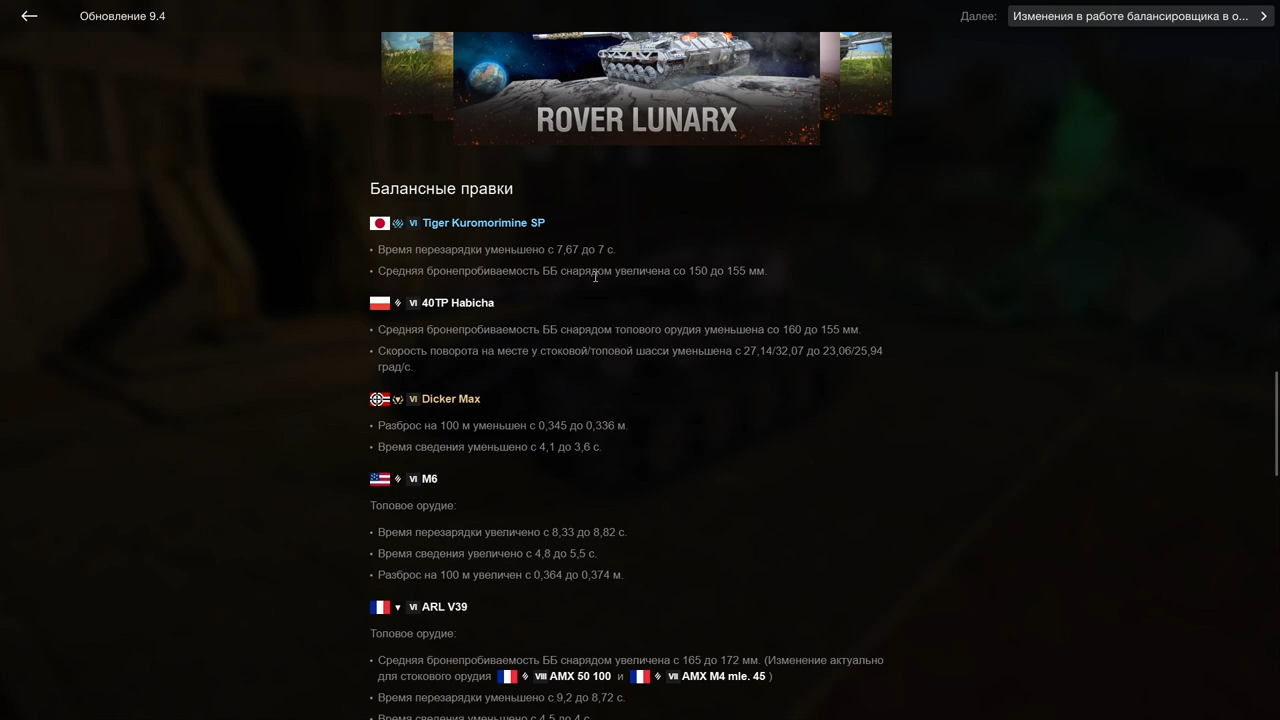 Обновление 9.4
Далее: Изменения в работе балансировщика в о...
ROVER LUNARX
Балансные правки
VI Tiger Kuromorimine SP
• Время перезарядки уменьшено с 7,67 до 7 с.
• Средняя бронепробиваемость ББ снарядом увеличена со 150 до 155 мм.
VI 40TP Habicha
• Средняя бронепробиваемость ББ снарядом топового орудия уменьшена со 160 до 155 мм.
• Скорость поворота на месте у стоковой/топовой шасси уменьшена с 27,14/32,07 до 23,06/25,94
град/с.
VI Dicker Max
• Разброс на 100 м уменьшен с 0,345 до 0,336 м.
• Время сведения уменьшено с 4,1 до 3,6 с.
VI M6
Топовое орудие:
• Время перезарядки увеличено с 8,33 до 8,82 с.
• Время сведения увеличено с 4,8 до 5,5 с.
• Разброс на 100 м увеличен с 0,364 до 0,374 м.
VI ARL V39
Топовое орудие:
• Средняя бронепробиваемость ББ снарядом увеличена с 165 до 172 мм. (Изменение актуально
для стокового орудия VIII AMX 50 100 и VII AMX M4 mle. 45 )
• Время перезарядки уменьшено с 9,2 до 8,72 с.
• Время сведения уменьшено с 4,5 до 4 с.